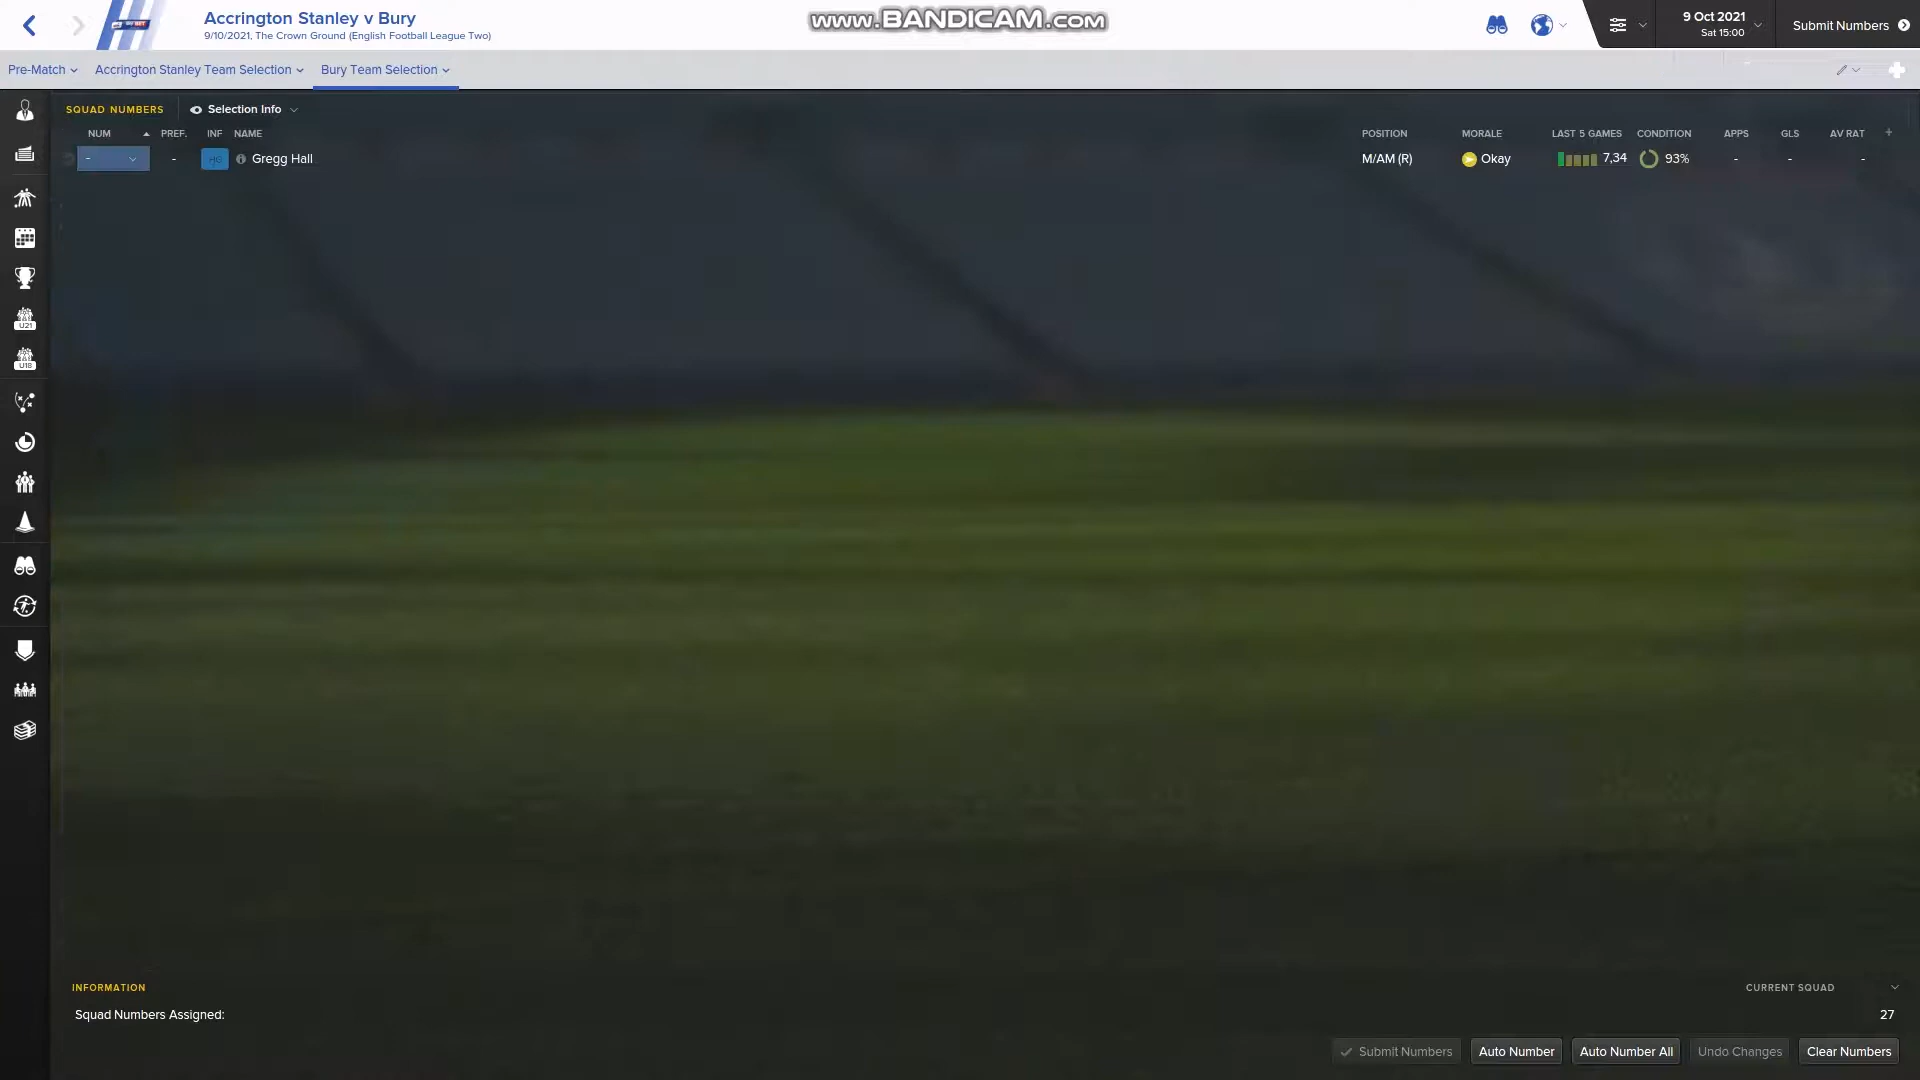 Accrington Stanley v Bury
9/10/2021, The Crown Ground (English Football League Two)
www.BANDICAM.com
9 Oct 2021
Sat 15:00
Submit Numbers
Pre-Match
Accrington Stanley Team Selection
Bury Team Selection
SQUAD NUMBERS
Selection Info
NUM PREF. INF NAME POSITION MORALE LAST 5 GAMES CONDITION APPS GLS AV RAT +
- - HG Gregg Hall M/AM (R) Okay 7,34 93% - - -
U21
U18
INFORMATION
CURRENT SQUAD
Squad Numbers Assigned:
27
Submit Numbers
Auto Number
Auto Number All
Undo Changes
Clear Numbers